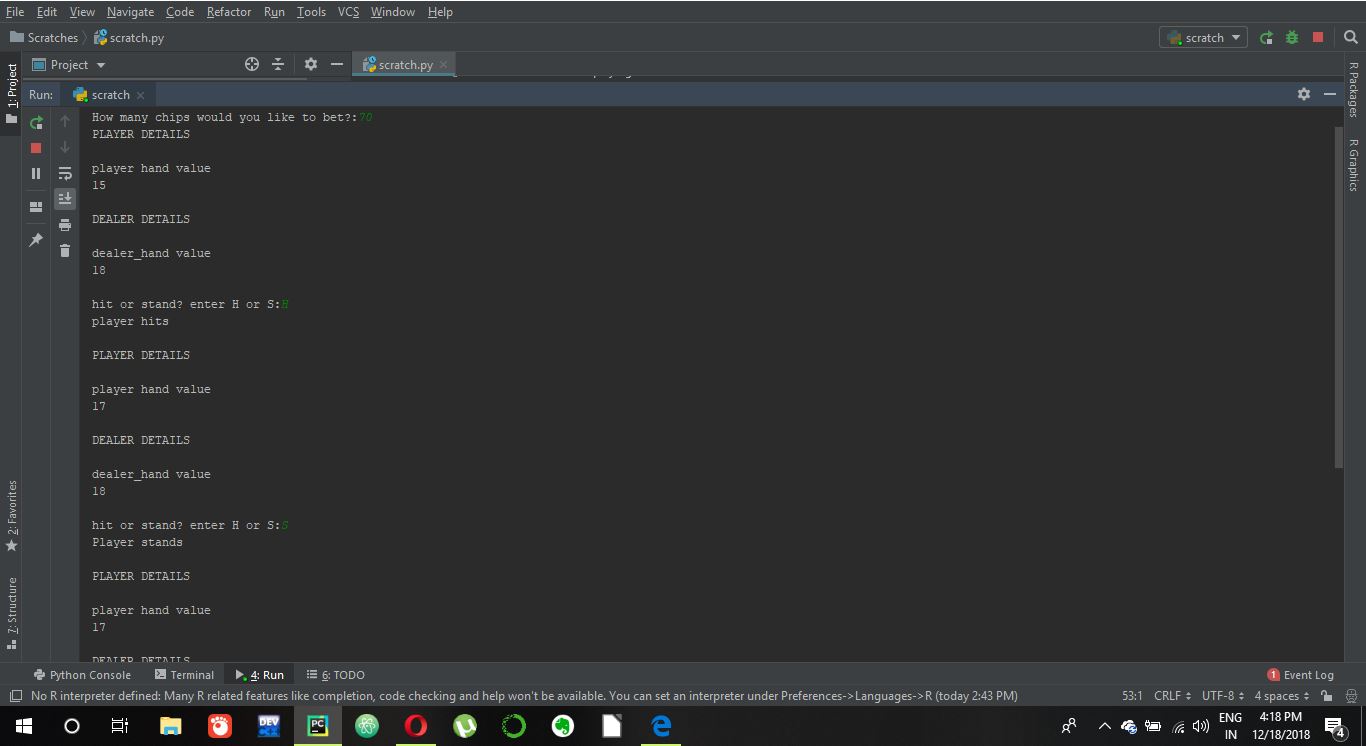 File Edit View Navigate Code Refactor Run Tools VCS Window Help
Scratches scratch.py scratch
1: Project Project scratch.py R Packages
Run: scratch
R Graphics
How many chips would you like to bet?:70
PLAYER DETAILS
player hand value
15
DEALER DETAILS
dealer_hand value
18
hit or stand? enter H or S:H
player hits
PLAYER DETAILS
player hand value
17
DEALER DETAILS
dealer_hand value
18
hit or stand? enter H or S:S
Player stands
PLAYER DETAILS
player hand value
17
DEALER DETAILS
2: Favorites
7: Structure
Python Console Terminal 4: Run 6: TODO 1 Event Log
No R interpreter defined: Many R related features like completion, code checking and help won't be available. You can set an interpreter under Preferences->Languages->R (today 2:43 PM) 53:1 CRLF UTF-8 4 spaces
DEV PC ENG 4:18 PM
IN 12/18/2018 4